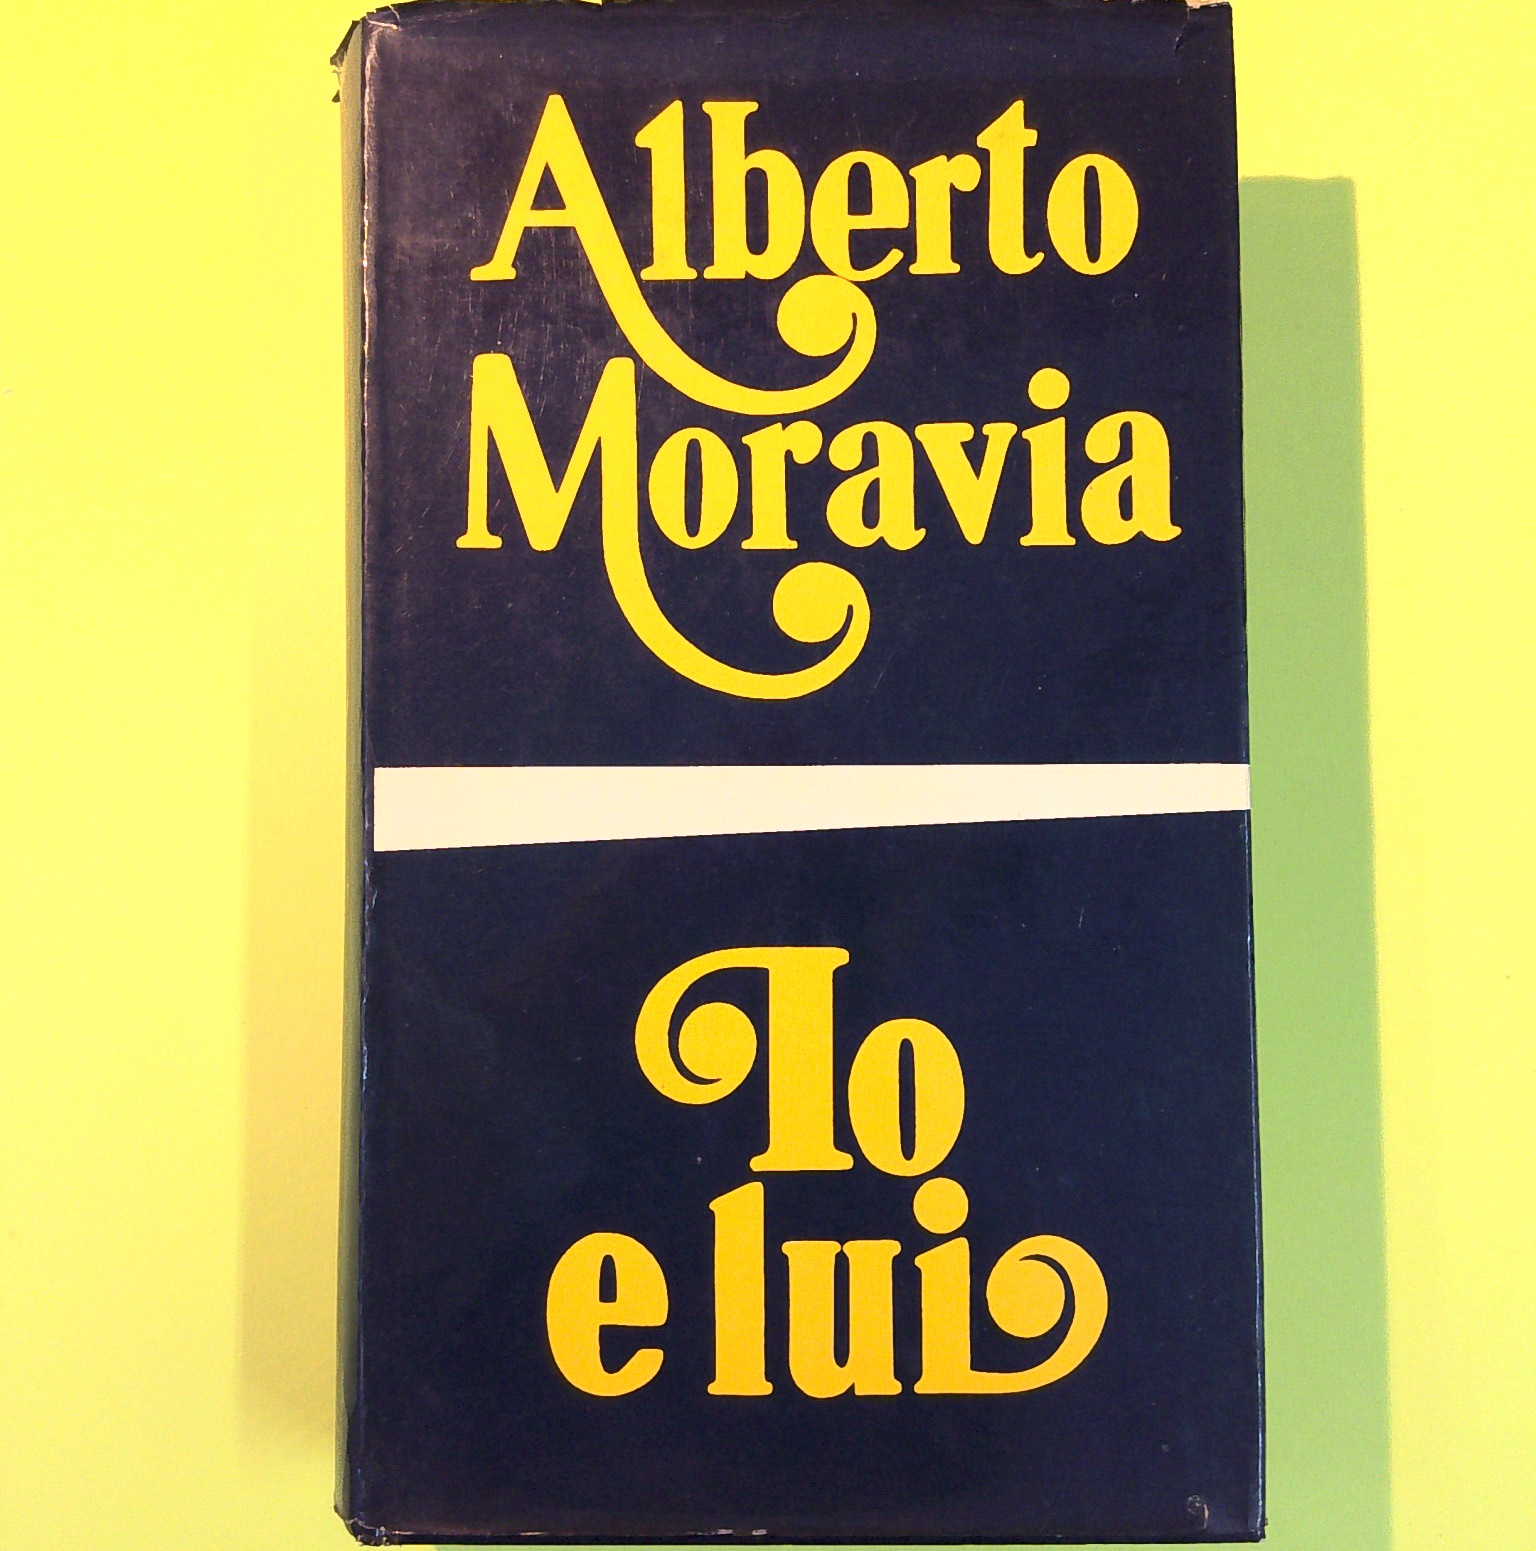 Alberto
Moravia
Io
e lui